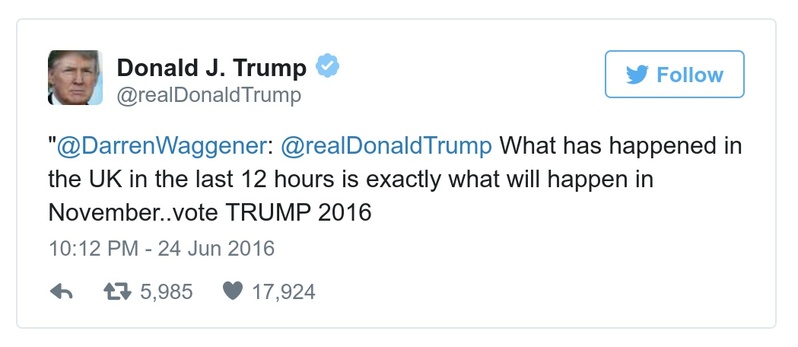 Donald J. Trump
@realDonaldTrump
Follow
"@DarrenWaggener: @realDonaldTrump What has happened in
the UK in the last 12 hours is exactly what will happen in
November..vote TRUMP 2016
10:12 PM - 24 Jun 2016
5,985 17,924